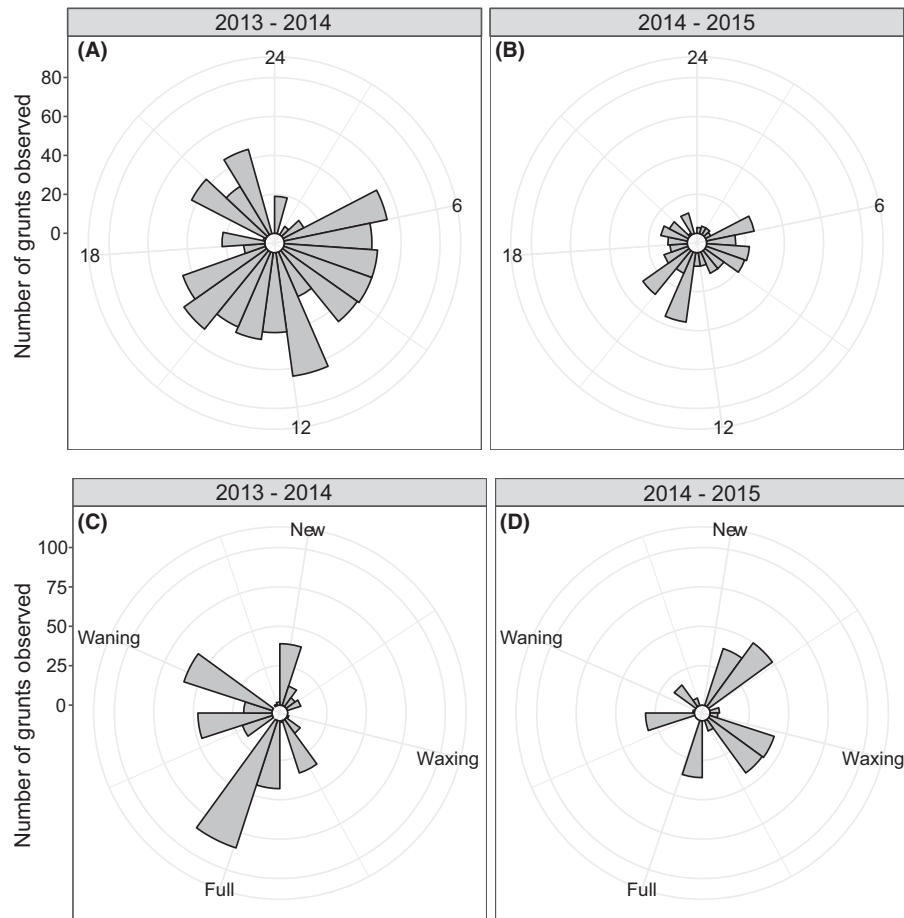 2013 - 2014
2014 - 2015
(A)
(B)
24
24
80
60
40
20
0
6
6
18
18
12
12
Number of grunts observed
2013 - 2014
2014 - 2015
(C)
(D)
New
New
100
75
50
25
0
Waning
Waning
Waxing
Waxing
Full
Full
Number of grunts observed